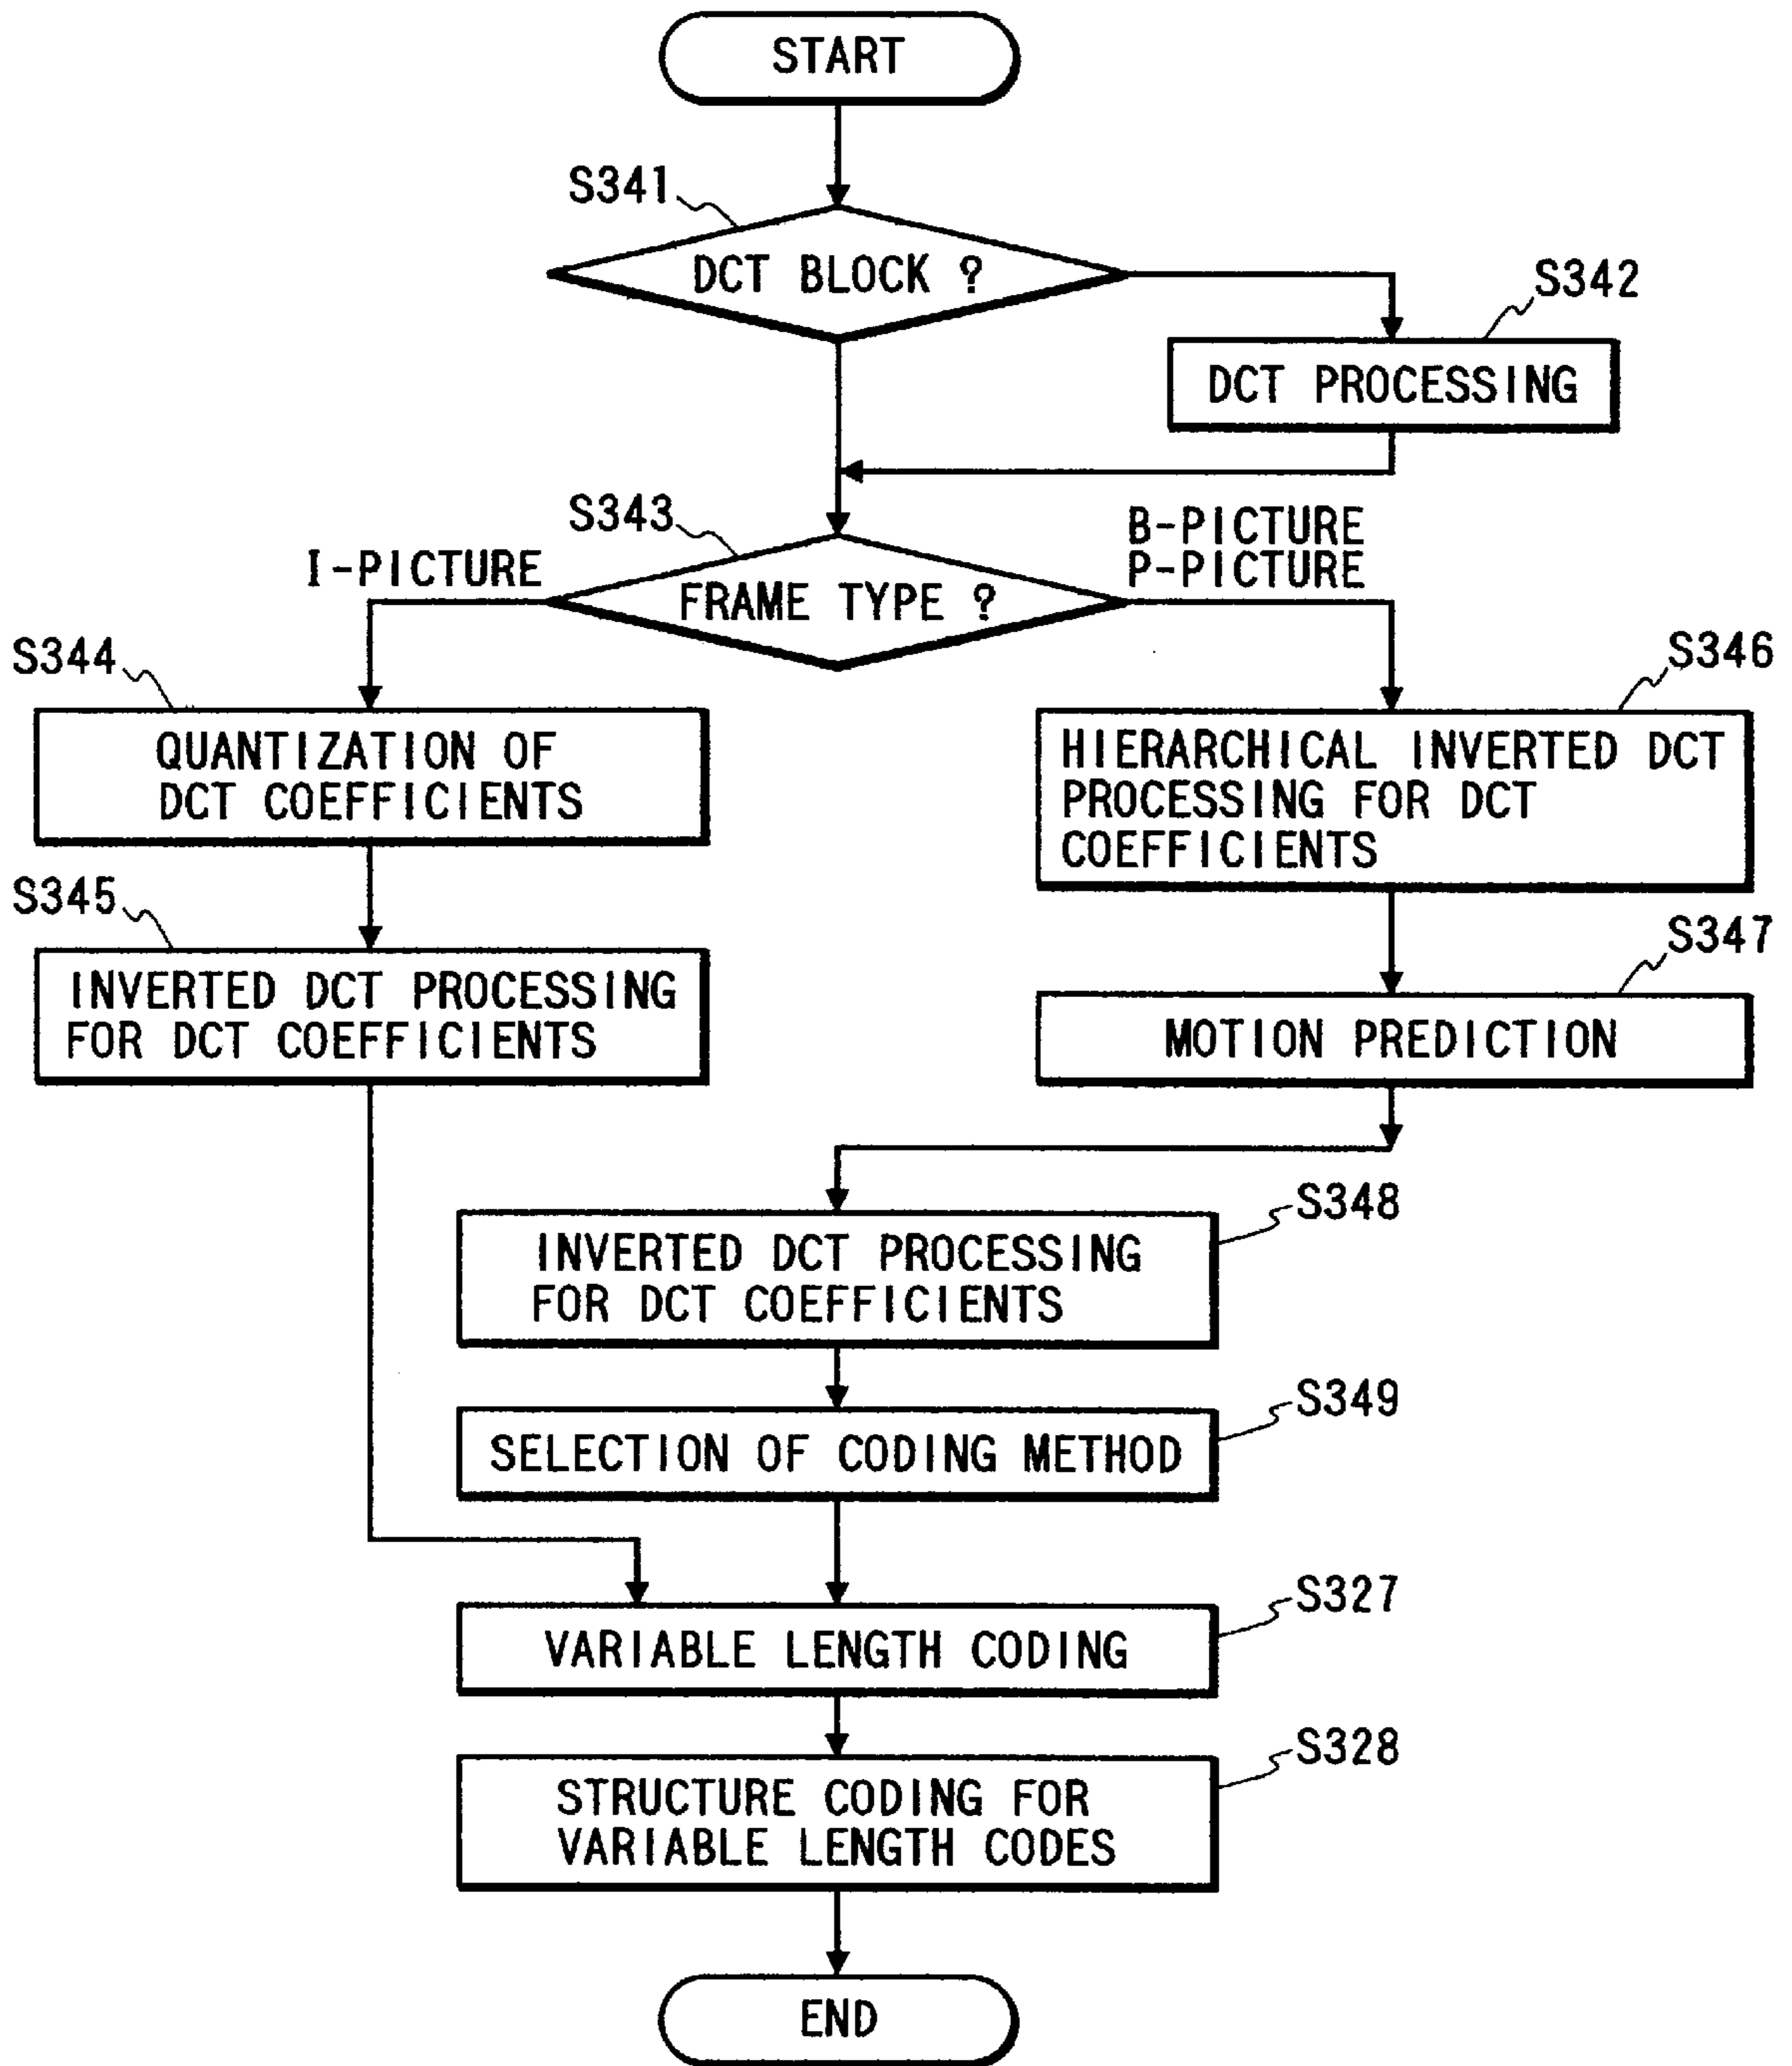 START
S341
DCT BLOCK ?
S342
DCT PROCESSING
S343
I-PICTURE
B-PICTURE
P-PICTURE
FRAME TYPE ?
S344
QUANTIZATION OF
DCT COEFFICIENTS
S346
HIERARCHICAL INVERTED DCT
PROCESSING FOR DCT
COEFFICIENTS
S345
INVERTED DCT PROCESSING
FOR DCT COEFFICIENTS
S347
MOTION PREDICTION
S348
INVERTED DCT PROCESSING
FOR DCT COEFFICIENTS
S349
SELECTION OF CODING METHOD
S327
VARIABLE LENGTH CODING
S328
STRUCTURE CODING FOR
VARIABLE LENGTH CODES
END